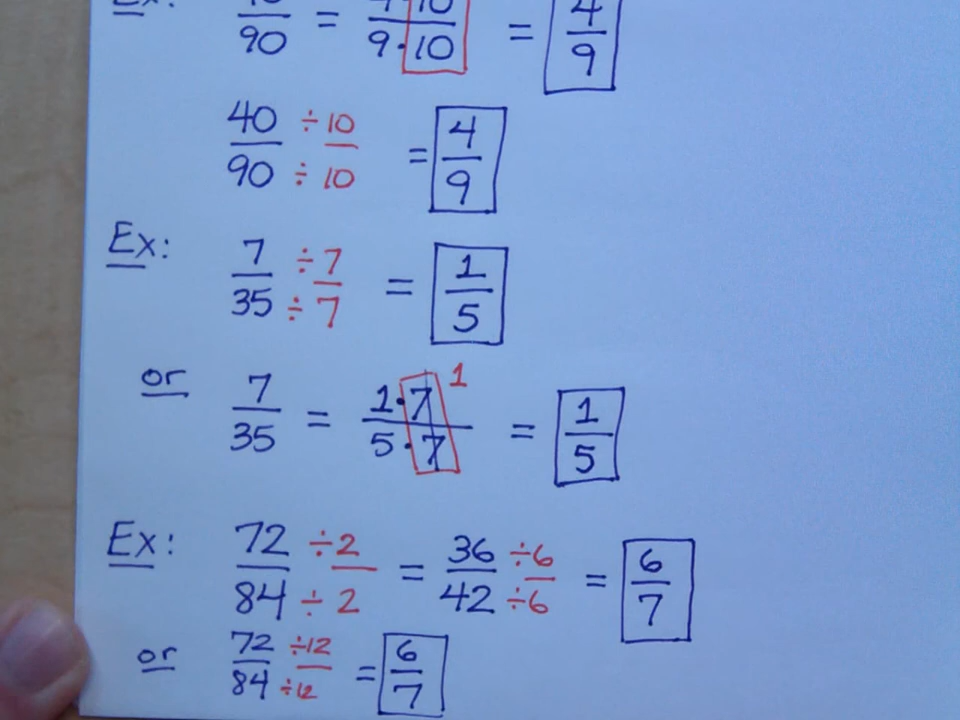 Ex: 40/90 = 4·10/9·10 = 4/9
40/90 ÷10/÷10 = 4/9
Ex: 7/35 ÷7/÷7 = 1/5
or 7/35 = 1·7/5·7 1 = 1/5
Ex: 72/84 ÷2/÷2 = 36/42 ÷6/÷6 = 6/7
or 72/84 ÷12/÷12 = 6/7